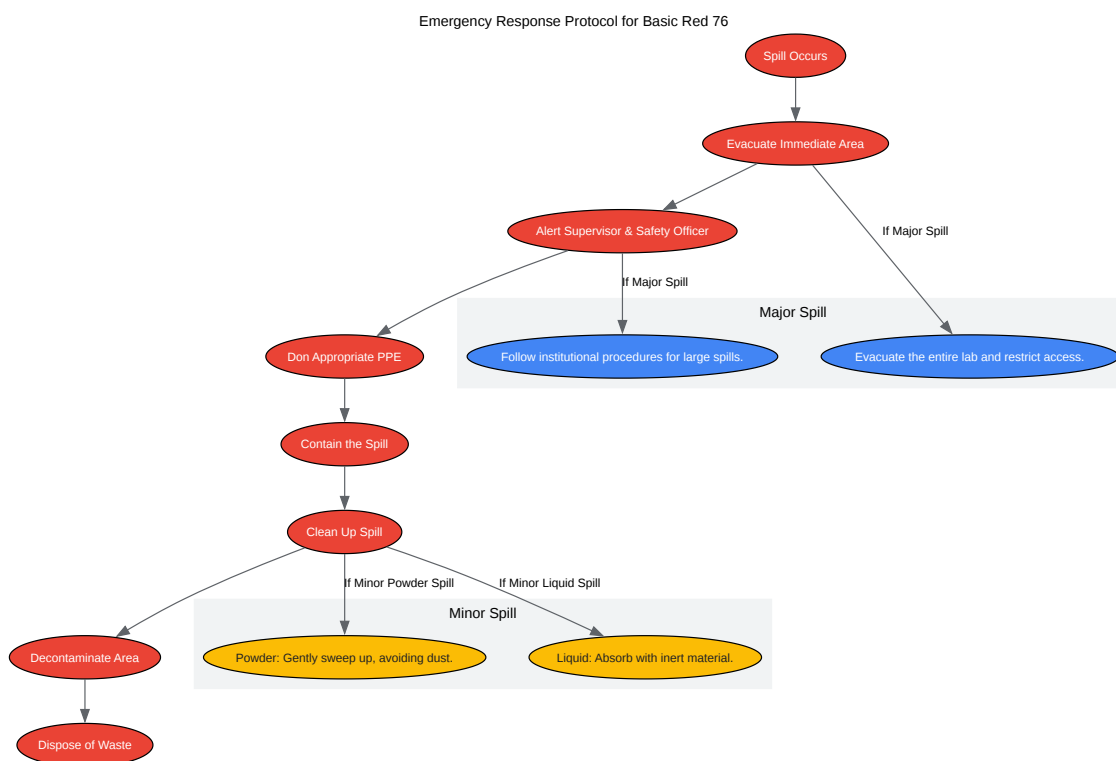 Emergency Response Protocol for Basic Red 76
Spill Occurs
Evacuate Immediate Area
Alert Supervisor & Safety Officer
If Major Spill
If Major Spill
Major Spill
Don Appropriate PPE
Follow institutional procedures for large spills.
Evacuate the entire lab and restrict access.
Contain the Spill
Clean Up Spill
If Minor Powder Spill
If Minor Liquid Spill
Minor Spill
Decontaminate Area
Powder: Gently sweep up, avoiding dust.
Liquid: Absorb with inert material.
Dispose of Waste